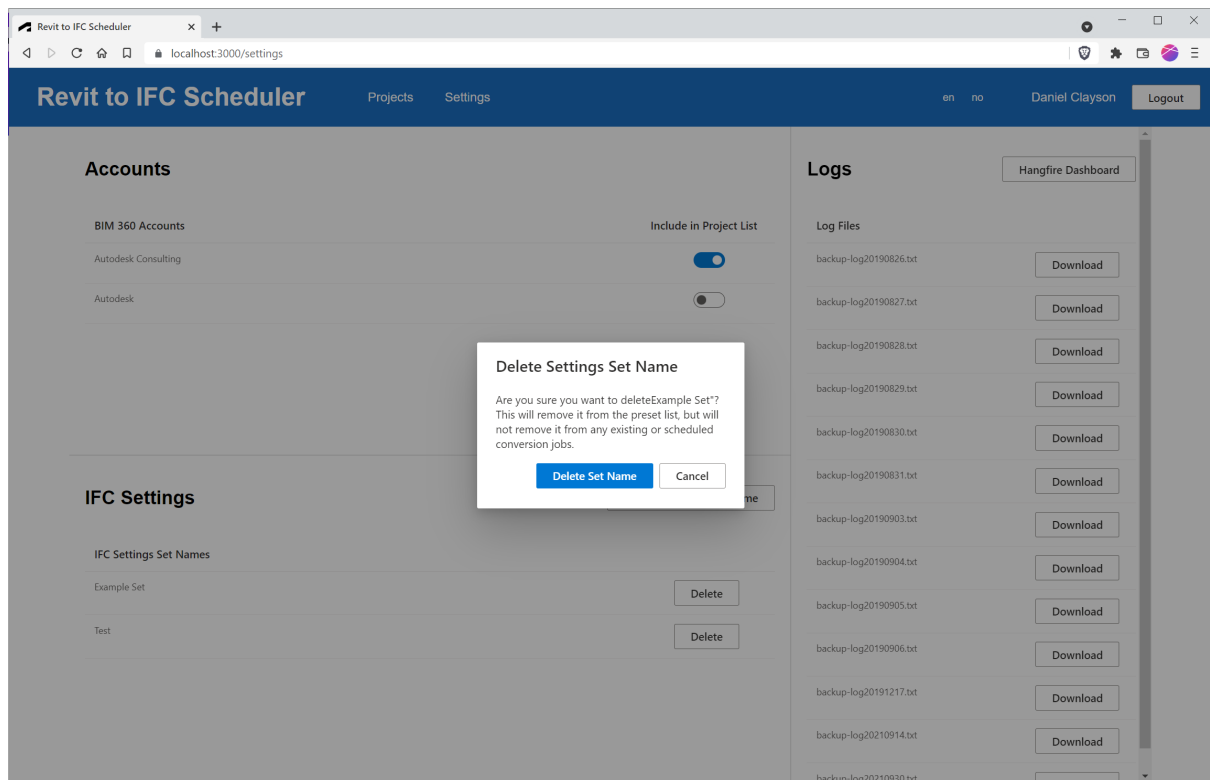 Revit to IFC Scheduler
localhost:3000/settings
Revit to IFC Scheduler
Projects
Settings
en
no
Daniel Clayson
Logout
Accounts
BIM 360 Accounts
Include in Project List
Autodesk Consulting
Autodesk
Delete Settings Set Name
Are you sure you want to deleteExample Set"?
This will remove it from the preset list, but will
not remove it from any existing or scheduled
conversion jobs.
Delete Set Name
Cancel
IFC Settings
me
IFC Settings Set Names
Example Set
Delete
Test
Delete
Logs
Hangfire Dashboard
Log Files
backup-log20190826.txt
Download
backup-log20190827.txt
Download
backup-log20190828.txt
Download
backup-log20190829.txt
Download
backup-log20190830.txt
Download
backup-log20190831.txt
Download
backup-log20190903.txt
Download
backup-log20190904.txt
Download
backup-log20190905.txt
Download
backup-log20190906.txt
Download
backup-log20191217.txt
Download
backup-log20210914.txt
Download
backup-log20210930.txt